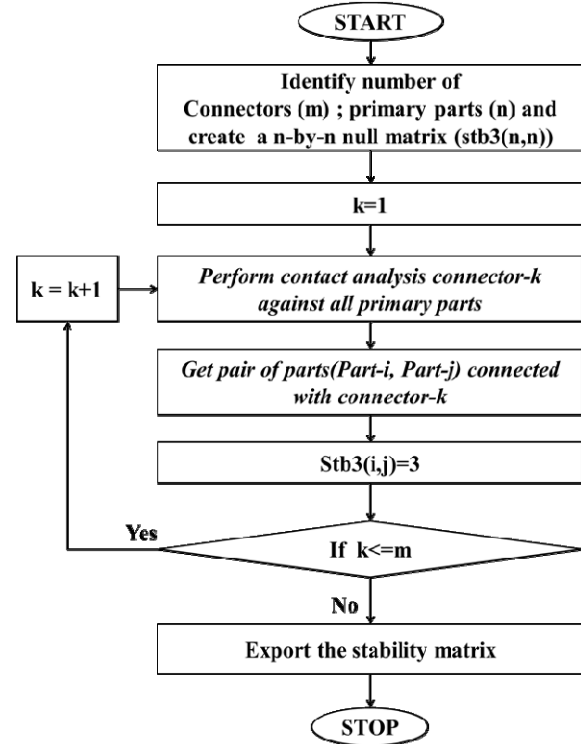 START
Identify number of
Connectors (m) ; primary parts (n) and
create a n-by-n null matrix (stb3(n,n))
k=1
k = k+1
Perform contact analysis connector-k
against all primary parts
Get pair of parts(Part-i, Part-j) connected
with connector-k
Stb3(i,j)=3
Yes
If k<=m
No
Export the stability matrix
STOP